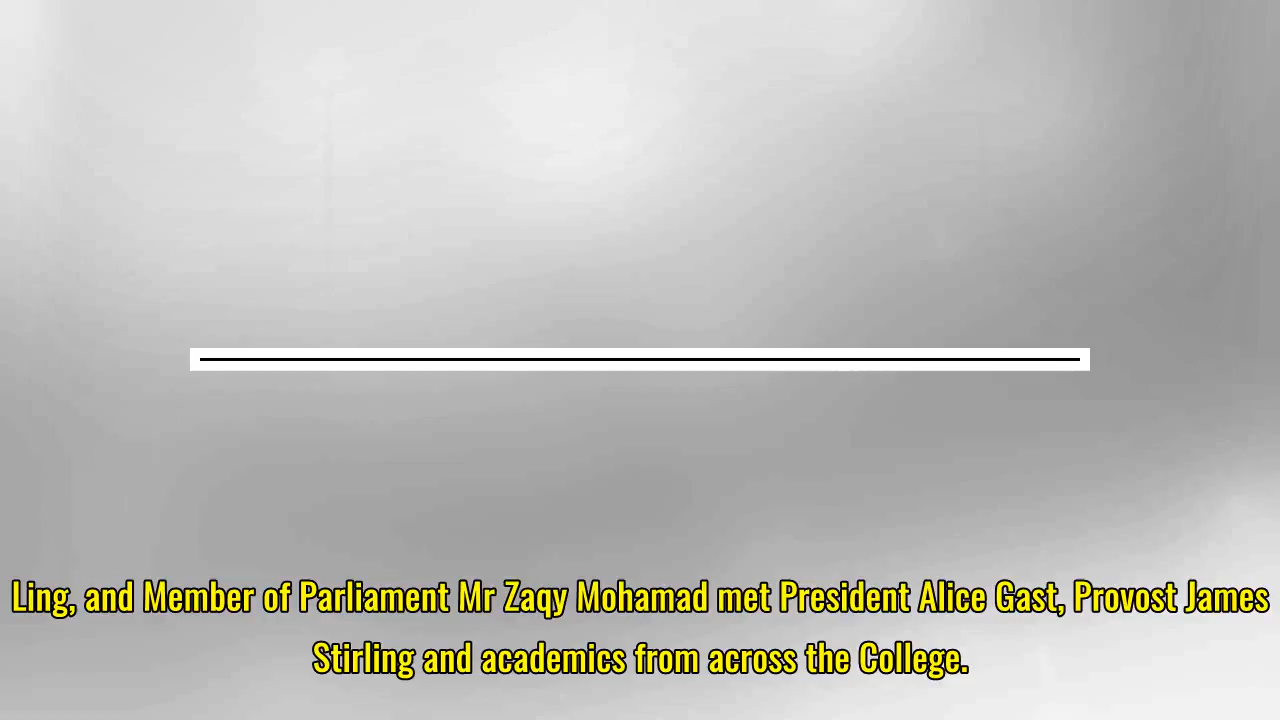 Ling, and Member of Parliament Mr Zaqy Mohamad met President Alice Gast, Provost James
Stirling and academics from across the College.